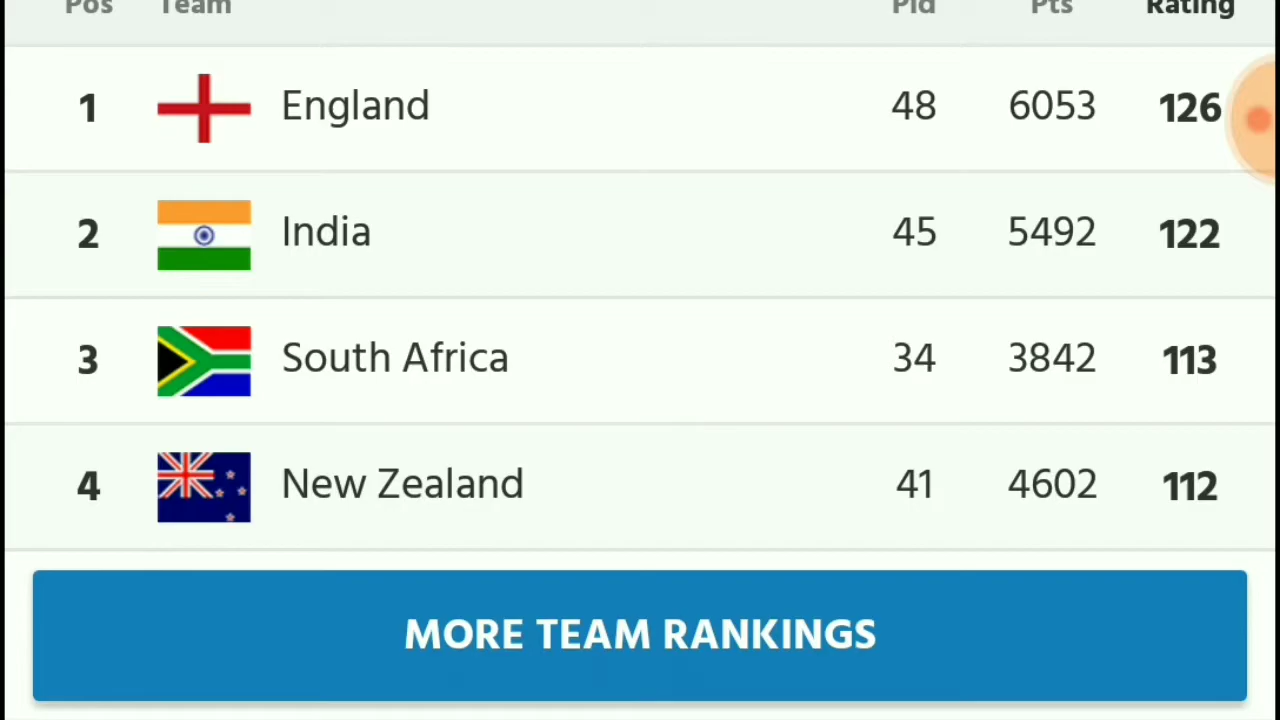 Pos Team Pld Pts Rating
1 England 48 6053 126
2 India 45 5492 122
3 South Africa 34 3842 113
4 New Zealand 41 4602 112
MORE TEAM RANKINGS